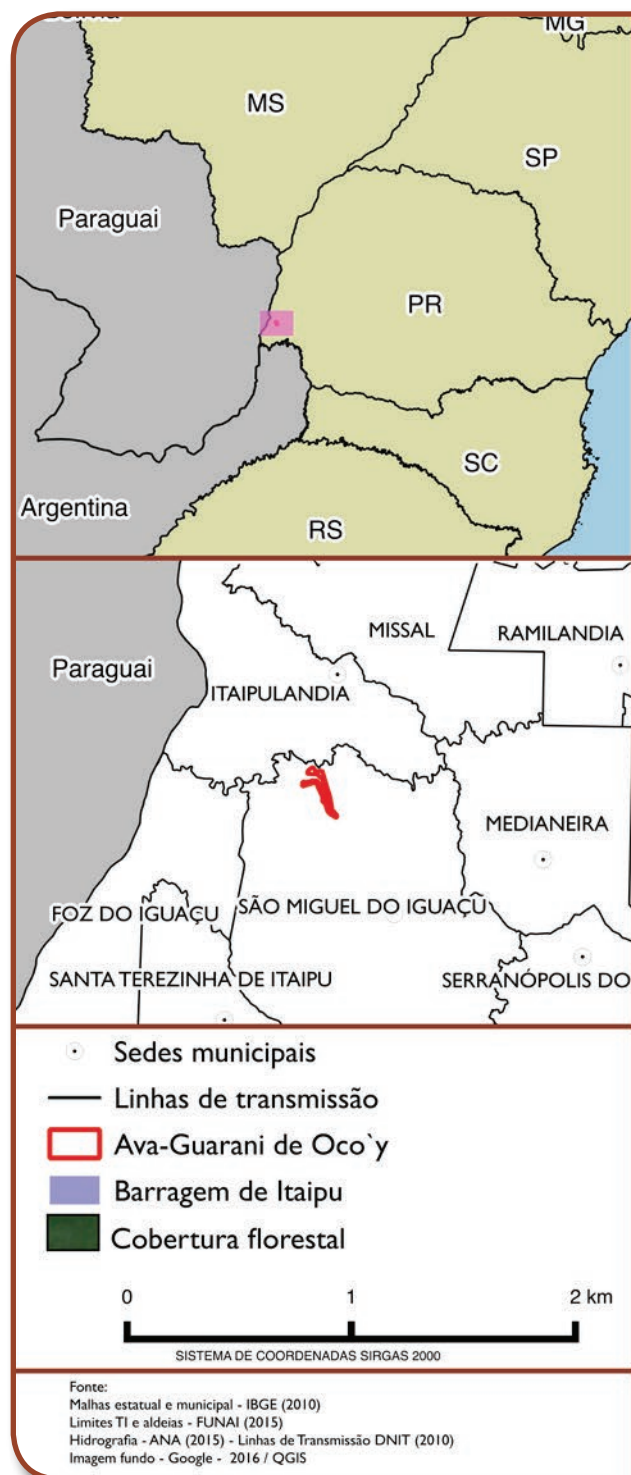 MG
MS
SP
Paraguai
PR
SC
Argentina
RS
MISSAL
RAMILANDIA
Paraguai
ITAIPULANDIA
MEDIANEIRA
FOZ DO IGUAÇU
SÃO MIGUEL DO IGUAÇU
SANTA TEREZINHA DE ITAIPU
SERRANÓPOLIS DO
Sedes municipais
Linhas de transmissão
Ava-Guarani de Oco`y
Barragem de Itaipu
Cobertura florestal
0 1 2 km
SISTEMA DE COORDENADAS SIRGAS 2000
Fonte:
Malhas estatual e municipal - IBGE (2010)
Limites TI e aldeias - FUNAI (2015)
Hidrografia - ANA (2015) - Linhas de Transmissão DNIT (2010)
Imagem fundo - Google - 2016 / QGIS